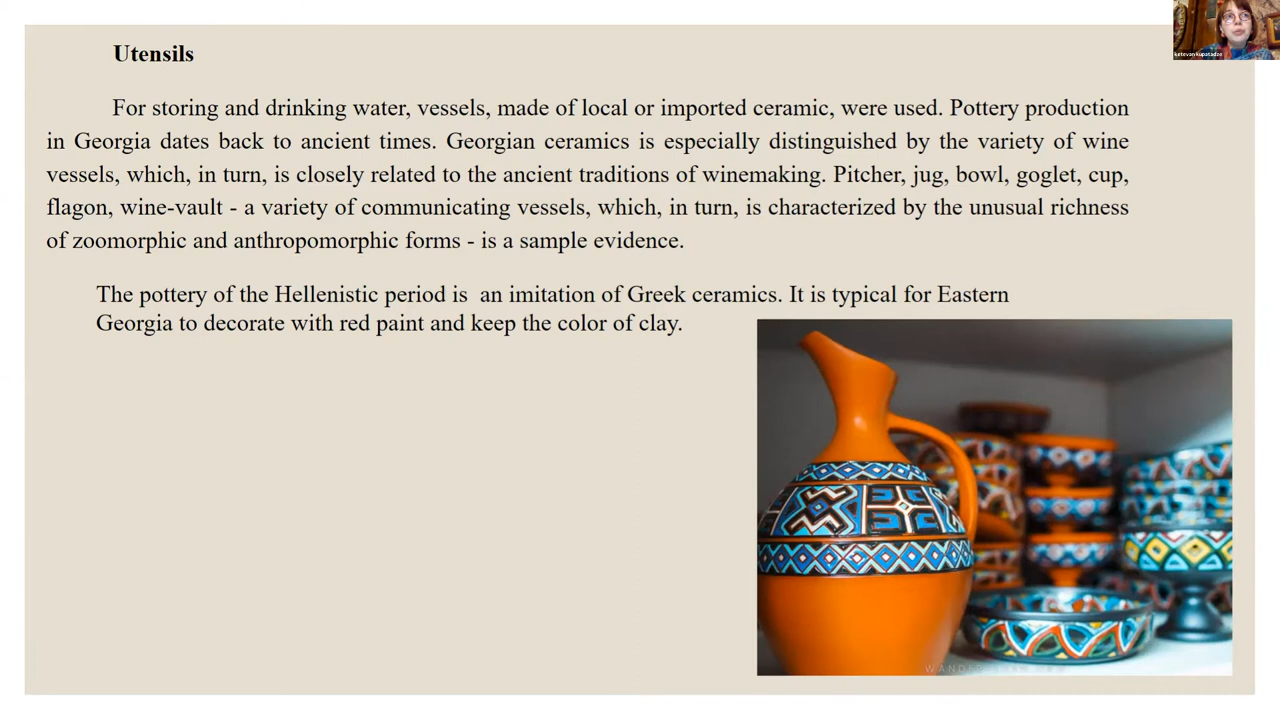 Utensils
For storing and drinking water, vessels, made of local or imported ceramic, were used. Pottery production
in Georgia dates back to ancient times. Georgian ceramics is especially distinguished by the variety of wine
vessels, which, in turn, is closely related to the ancient traditions of winemaking. Pitcher, jug, bowl, goglet, cup,
flagon, wine-vault - a variety of communicating vessels, which, in turn, is characterized by the unusual richness
of zoomorphic and anthropomorphic forms - is a sample evidence.
The pottery of the Hellenistic period is an imitation of Greek ceramics. It is typical for Eastern
Georgia to decorate with red paint and keep the color of clay.
ketevan kupatadze